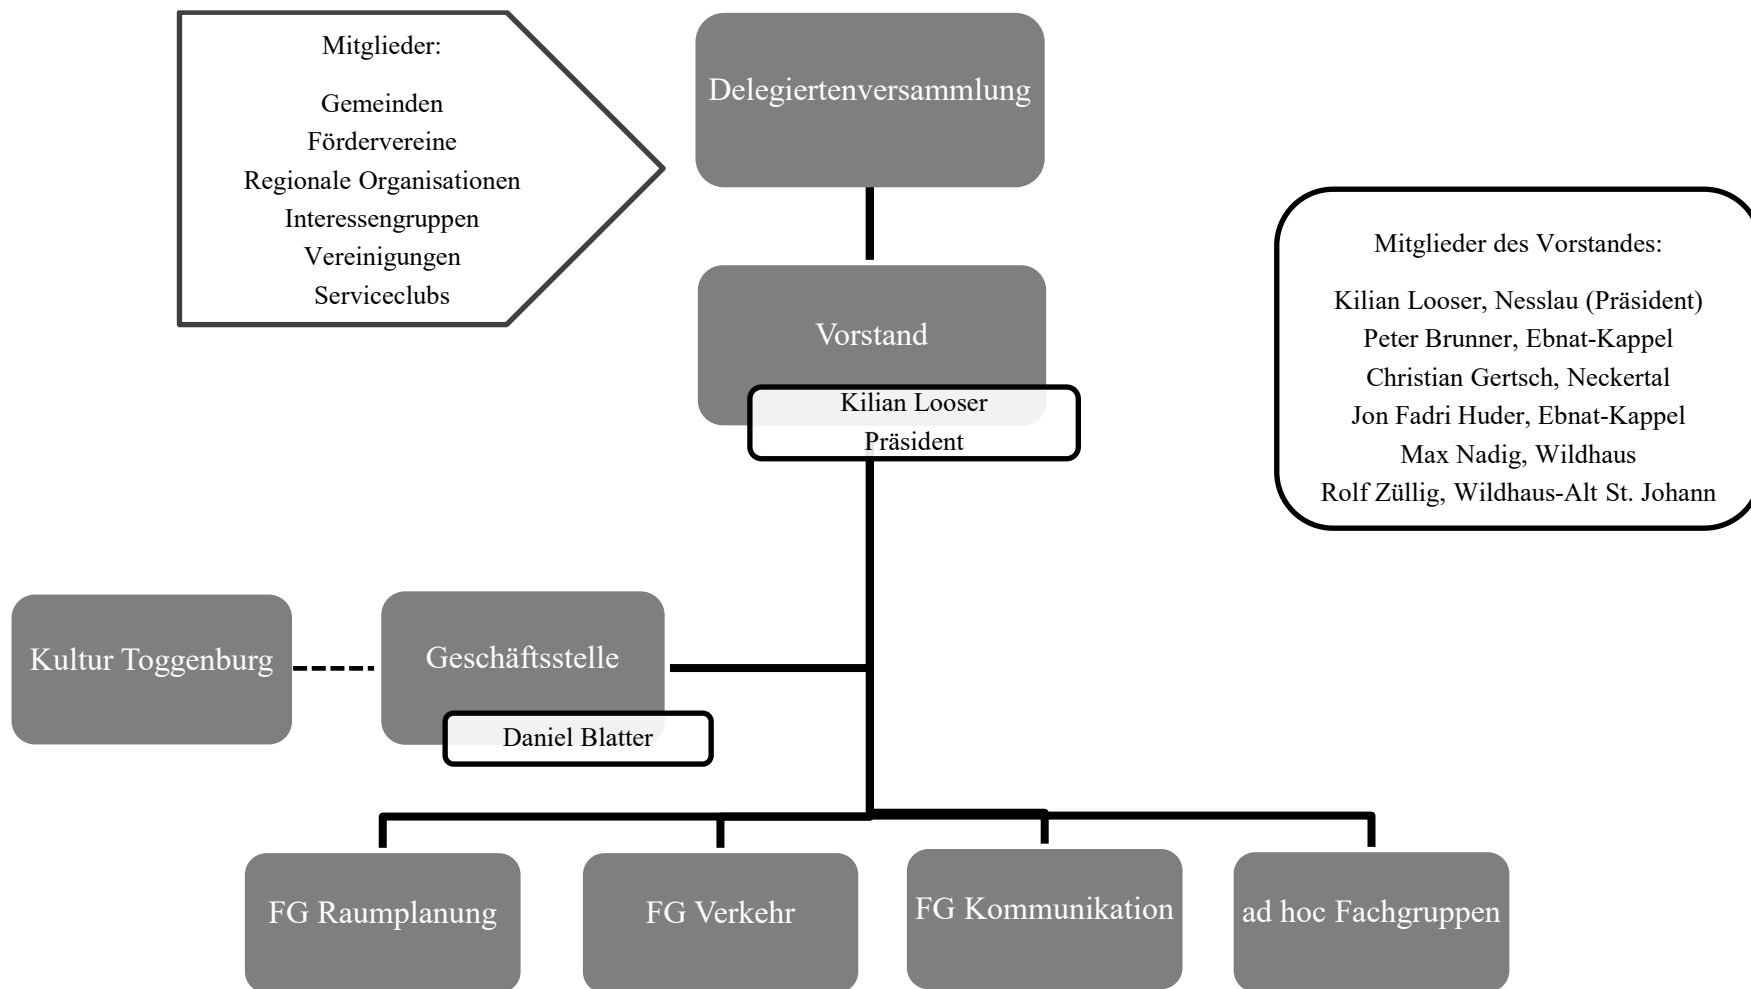 Mitglieder:
Gemeinden
Fördervereine
Regionale Organisationen
Interessengruppen
Vereinigungen
Serviceclubs
Delegiertenversammlung
Mitglieder des Vorstandes:
Kilian Looser, Nesslau (Präsident)
Peter Brunner, Ebnat-Kappel
Christian Gertsch, Neckertal
Jon Fadri Huder, Ebnat-Kappel
Max Nadig, Wildhaus
Rolf Züllig, Wildhaus-Alt St. Johann
Vorstand
Kilian Looser
Präsident
Kultur Toggenburg
Geschäftsstelle
Daniel Blatter
FG Raumplanung
FG Verkehr
FG Kommunikation
ad hoc Fachgruppen